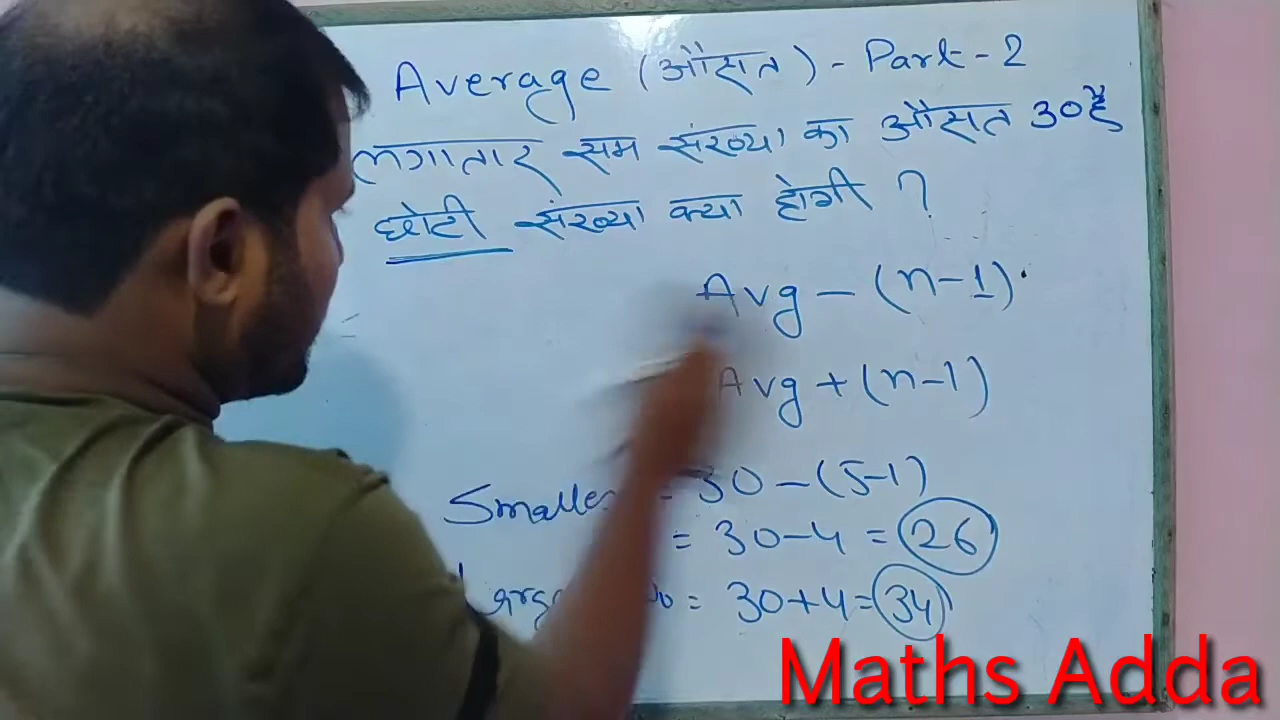 Average (औसत) - Part - 2
लगातार सम संख्या का औसत 30 है
छोटी संख्या क्या होगी ?
Avg - (n-1)
Avg + (n-1)
= 30 - (5-1)
= 30 - 4 = 26
No = 30+4 = 34
Maths Adda